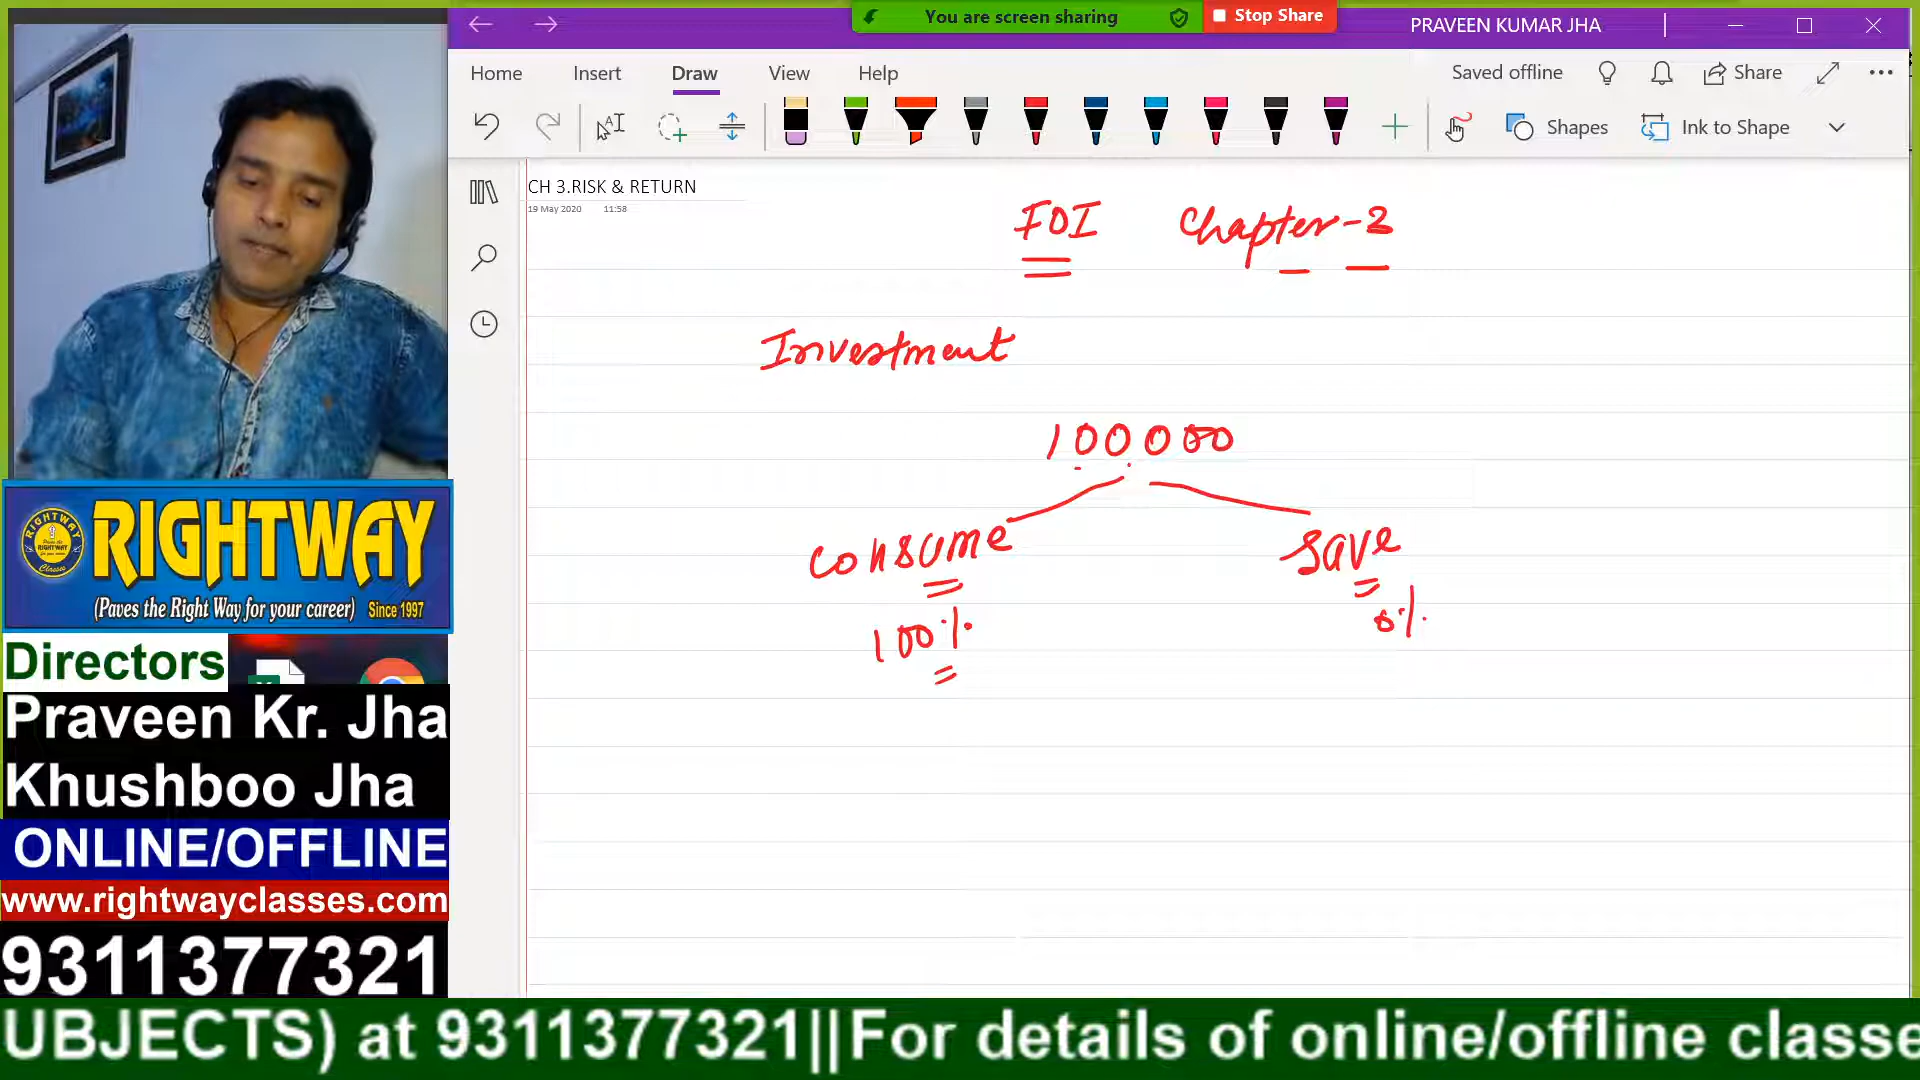 You are screen sharing
Stop Share
PRAVEEN KUMAR JHA
Home Insert Draw View Help
Saved offline
Share
Shapes
Ink to Shape
CH 3.RISK & RETURN
19 May 2020 11:58
FOI Chapter-3
Investment
100000
Consume Save
100% 0%
RIGHTWAY
(Paves the Right Way for your career) Since 1997
Directors
Praveen Kr. Jha
Khushboo Jha
ONLINE/OFFLINE
www.rightwayclasses.com
9311377321
UBJECTS) at 9311377321||For details of online/offline classe